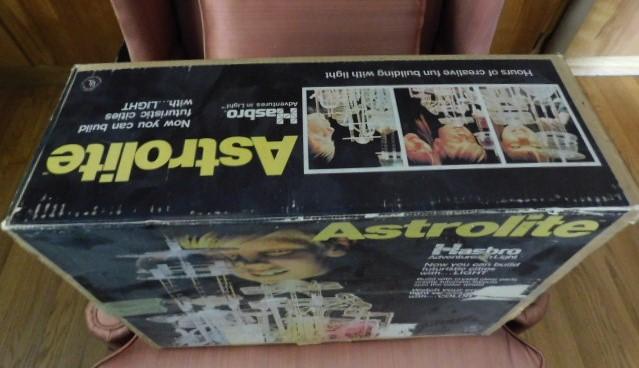 Hours of creative fun building with light
Hasbro
Adventures in Light™
Now you can build
futuristic cities
with...LIGHT
Astrolite
Astrolite
Hasbro
Adventures in Light
Now you can build
futuristic cities
with...LIGHT